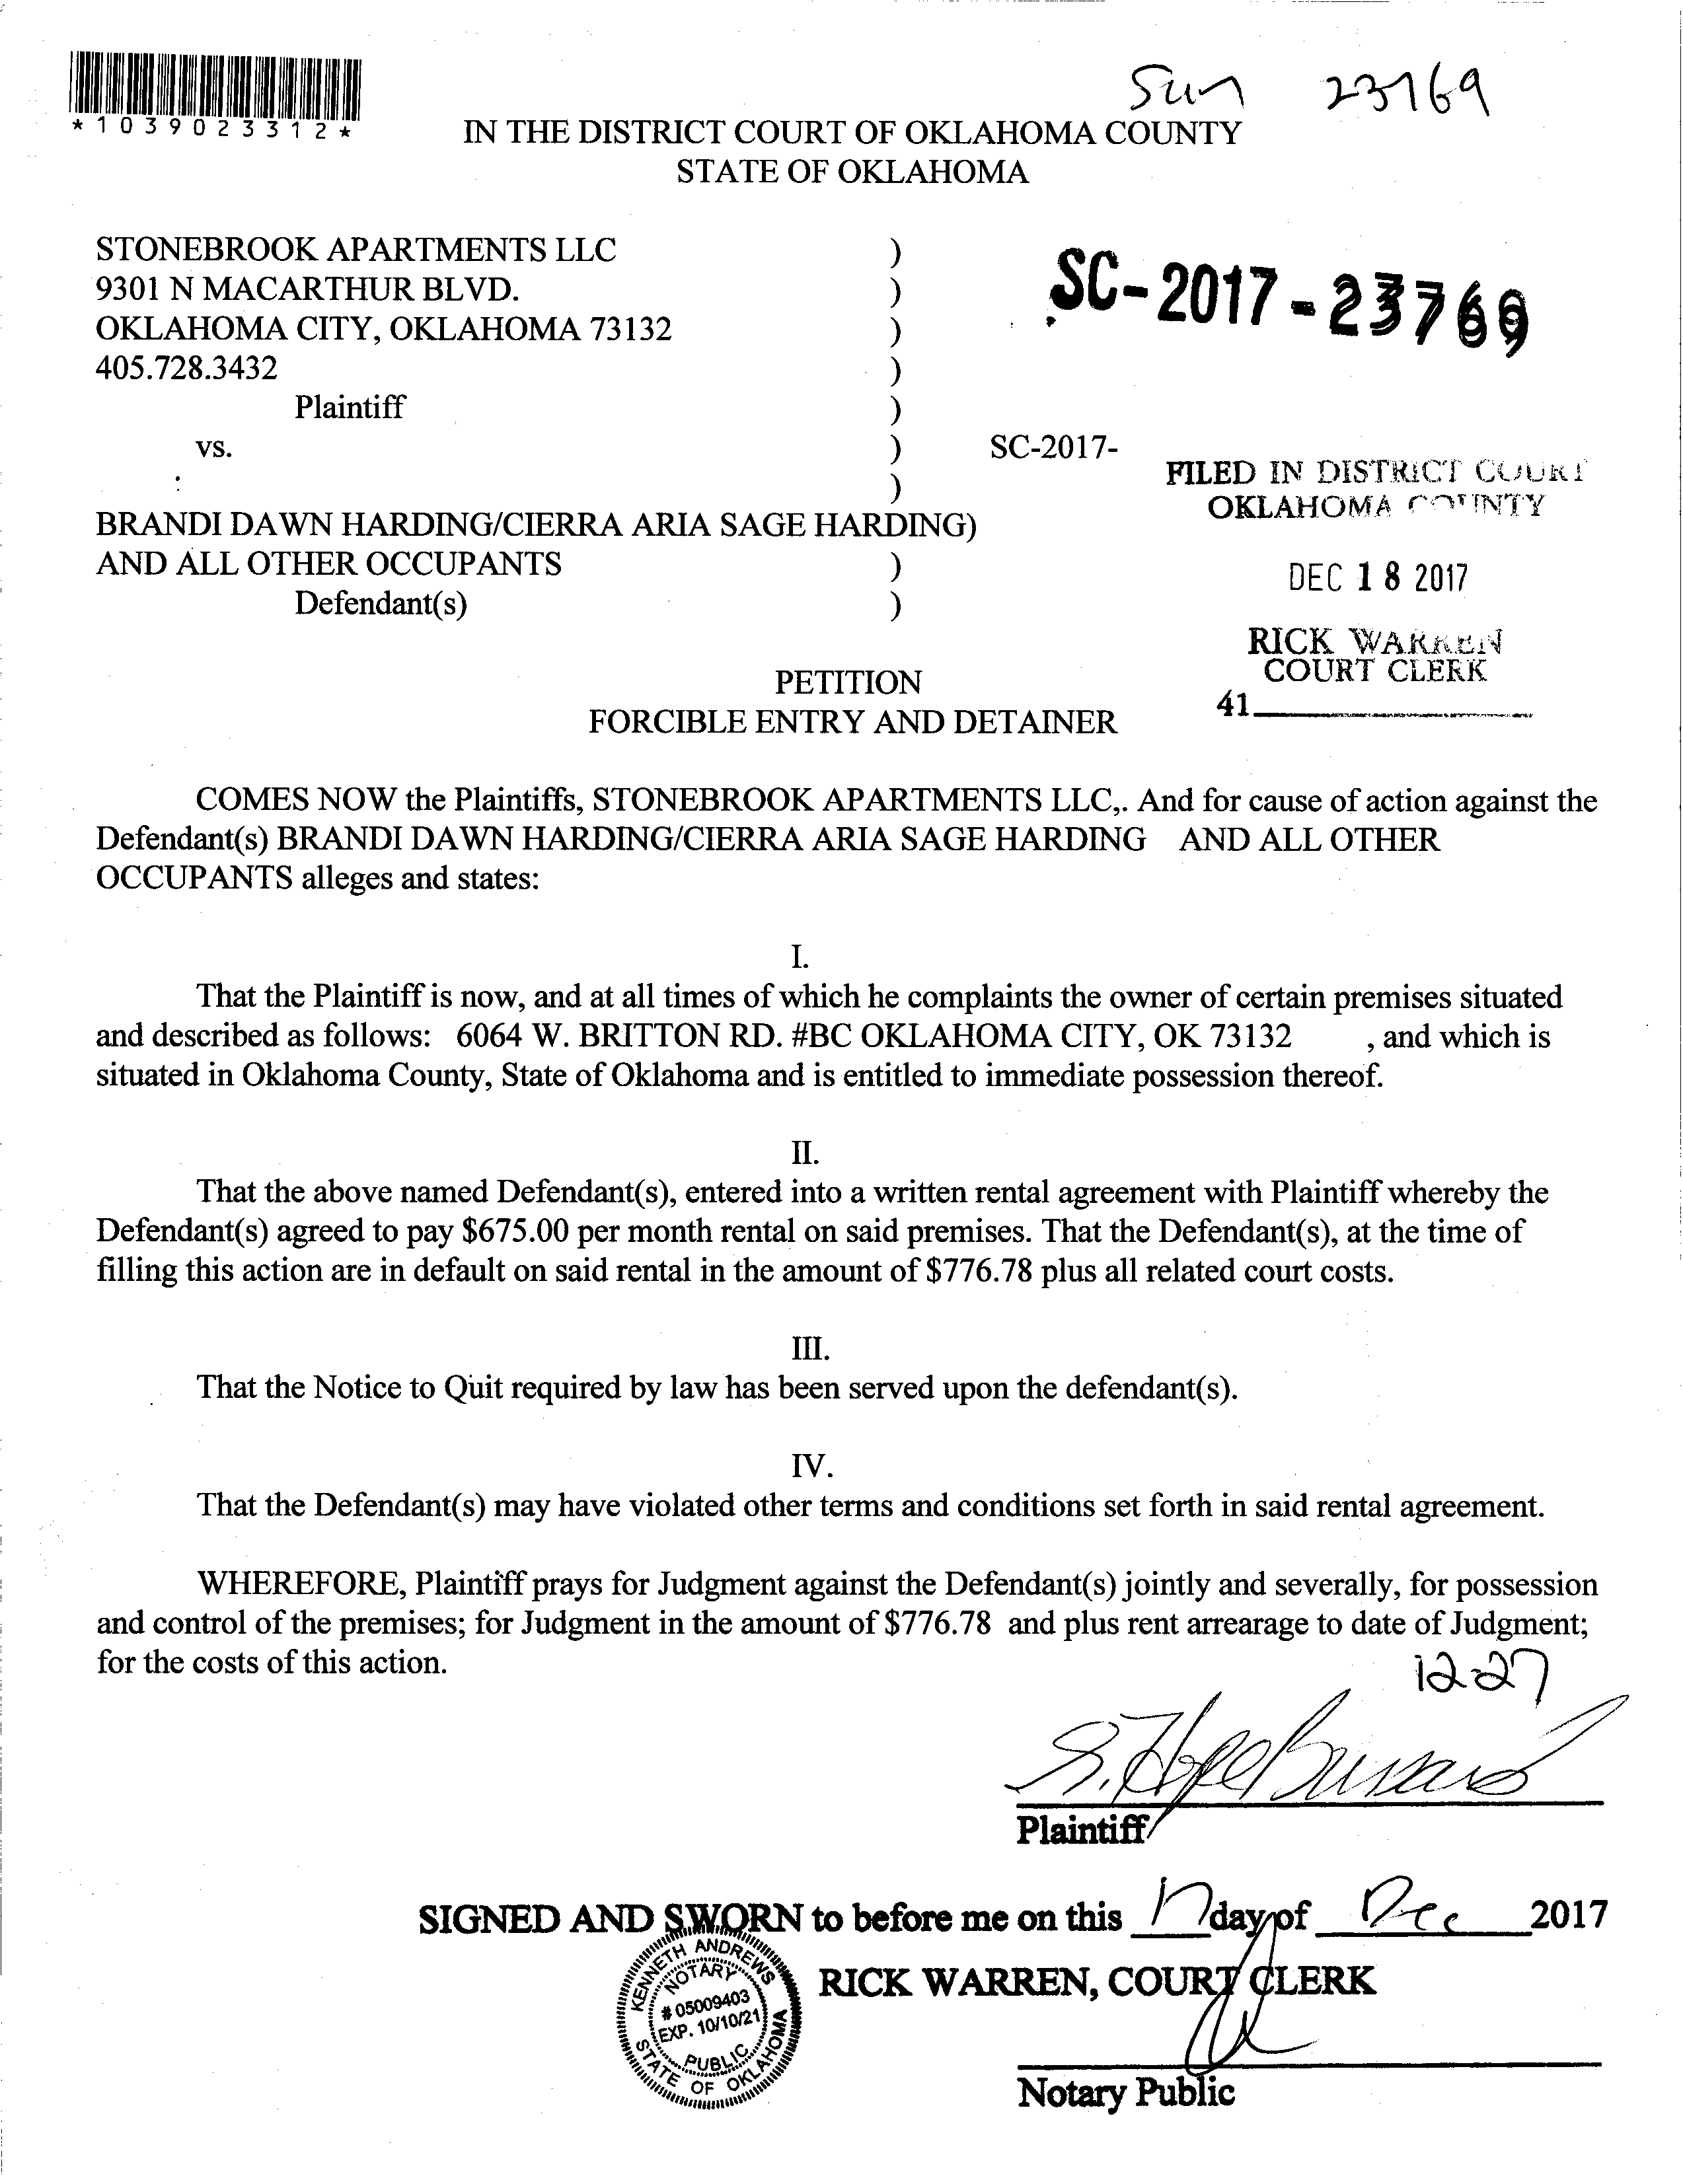 Sun 23769
*1039023312*
IN THE DISTRICT COURT OF OKLAHOMA COUNTY
STATE OF OKLAHOMA
STONEBROOK APARTMENTS LLC )
9301 N MACARTHUR BLVD. )
OKLAHOMA CITY, OKLAHOMA 73132 )
405.728.3432 )
Plaintiff )
SC-2017-23769
vs. ) SC-2017-
: )
FILED IN DISTRICT COURT
OKLAHOMA COUNTY
BRANDI DAWN HARDING/CIERRA ARIA SAGE HARDING)
AND ALL OTHER OCCUPANTS )
Defendant(s) )
DEC 18 2017
RICK WARREN
COURT CLERK
41
PETITION
FORCIBLE ENTRY AND DETAINER
COMES NOW the Plaintiffs, STONEBROOK APARTMENTS LLC,. And for cause of action against the
Defendant(s) BRANDI DAWN HARDING/CIERRA ARIA SAGE HARDING AND ALL OTHER
OCCUPANTS alleges and states:
I.
That the Plaintiff is now, and at all times of which he complaints the owner of certain premises situated
and described as follows: 6064 W. BRITTON RD. #BC OKLAHOMA CITY, OK 73132 , and which is
situated in Oklahoma County, State of Oklahoma and is entitled to immediate possession thereof.
II.
That the above named Defendant(s), entered into a written rental agreement with Plaintiff whereby the
Defendant(s) agreed to pay $675.00 per month rental on said premises. That the Defendant(s), at the time of
filling this action are in default on said rental in the amount of $776.78 plus all related court costs.
III.
That the Notice to Quit required by law has been served upon the defendant(s).
IV.
That the Defendant(s) may have violated other terms and conditions set forth in said rental agreement.
WHEREFORE, Plaintiff prays for Judgment against the Defendant(s) jointly and severally, for possession
and control of the premises; for Judgment in the amount of $776.78 and plus rent arrearage to date of Judgment;
for the costs of this action.
12-27
Plaintiff
SIGNED AND SWORN to before me on this 17 day of Dec 2017
KENNETH ANDREWS
NOTARY
# 05009403
EXP. 10/10/21
PUBLIC
STATE OF OKLAHOMA
RICK WARREN, COURT CLERK
Notary Public